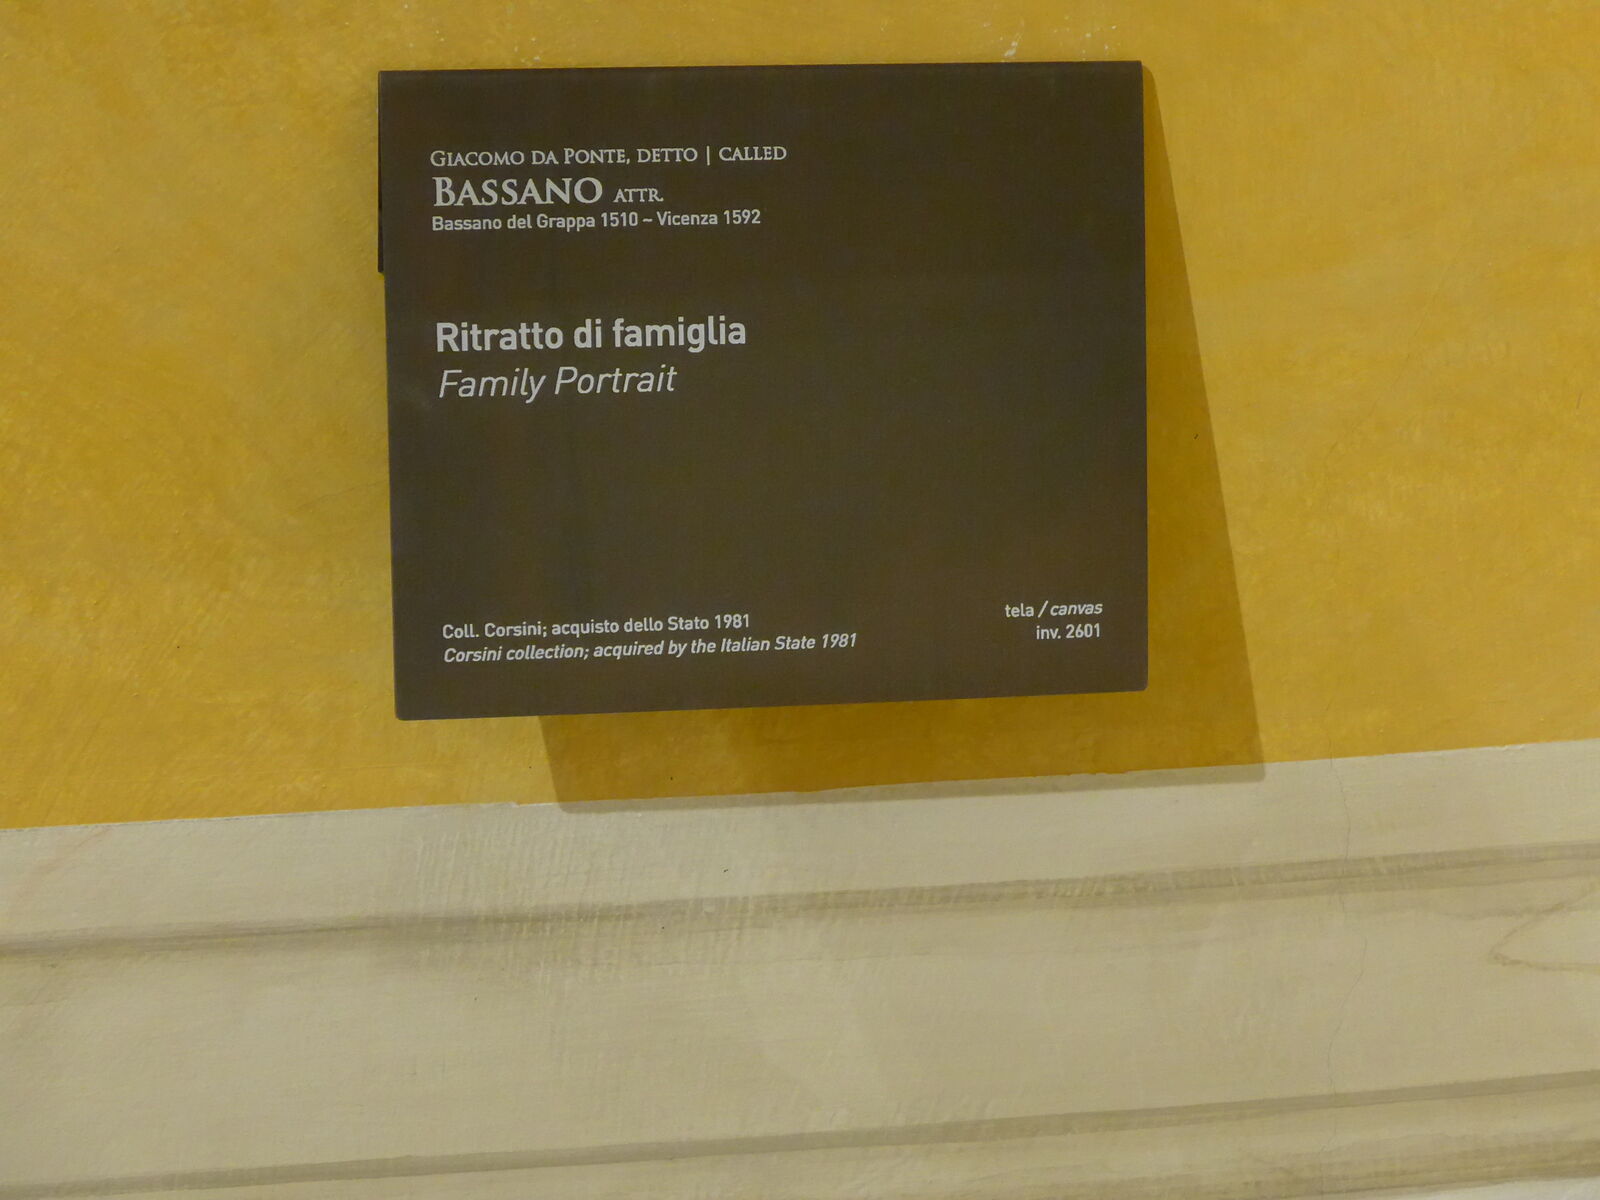 GIACOMO DA PONTE, DETTO | CALLED
BASSANO ATTR.
Bassano del Grappa 1510 – Vicenza 1592
Ritratto di famiglia
Family Portrait
Coll. Corsini; acquisto dello Stato 1981
Corsini collection; acquired by the Italian State 1981
tela / canvas
inv. 2601